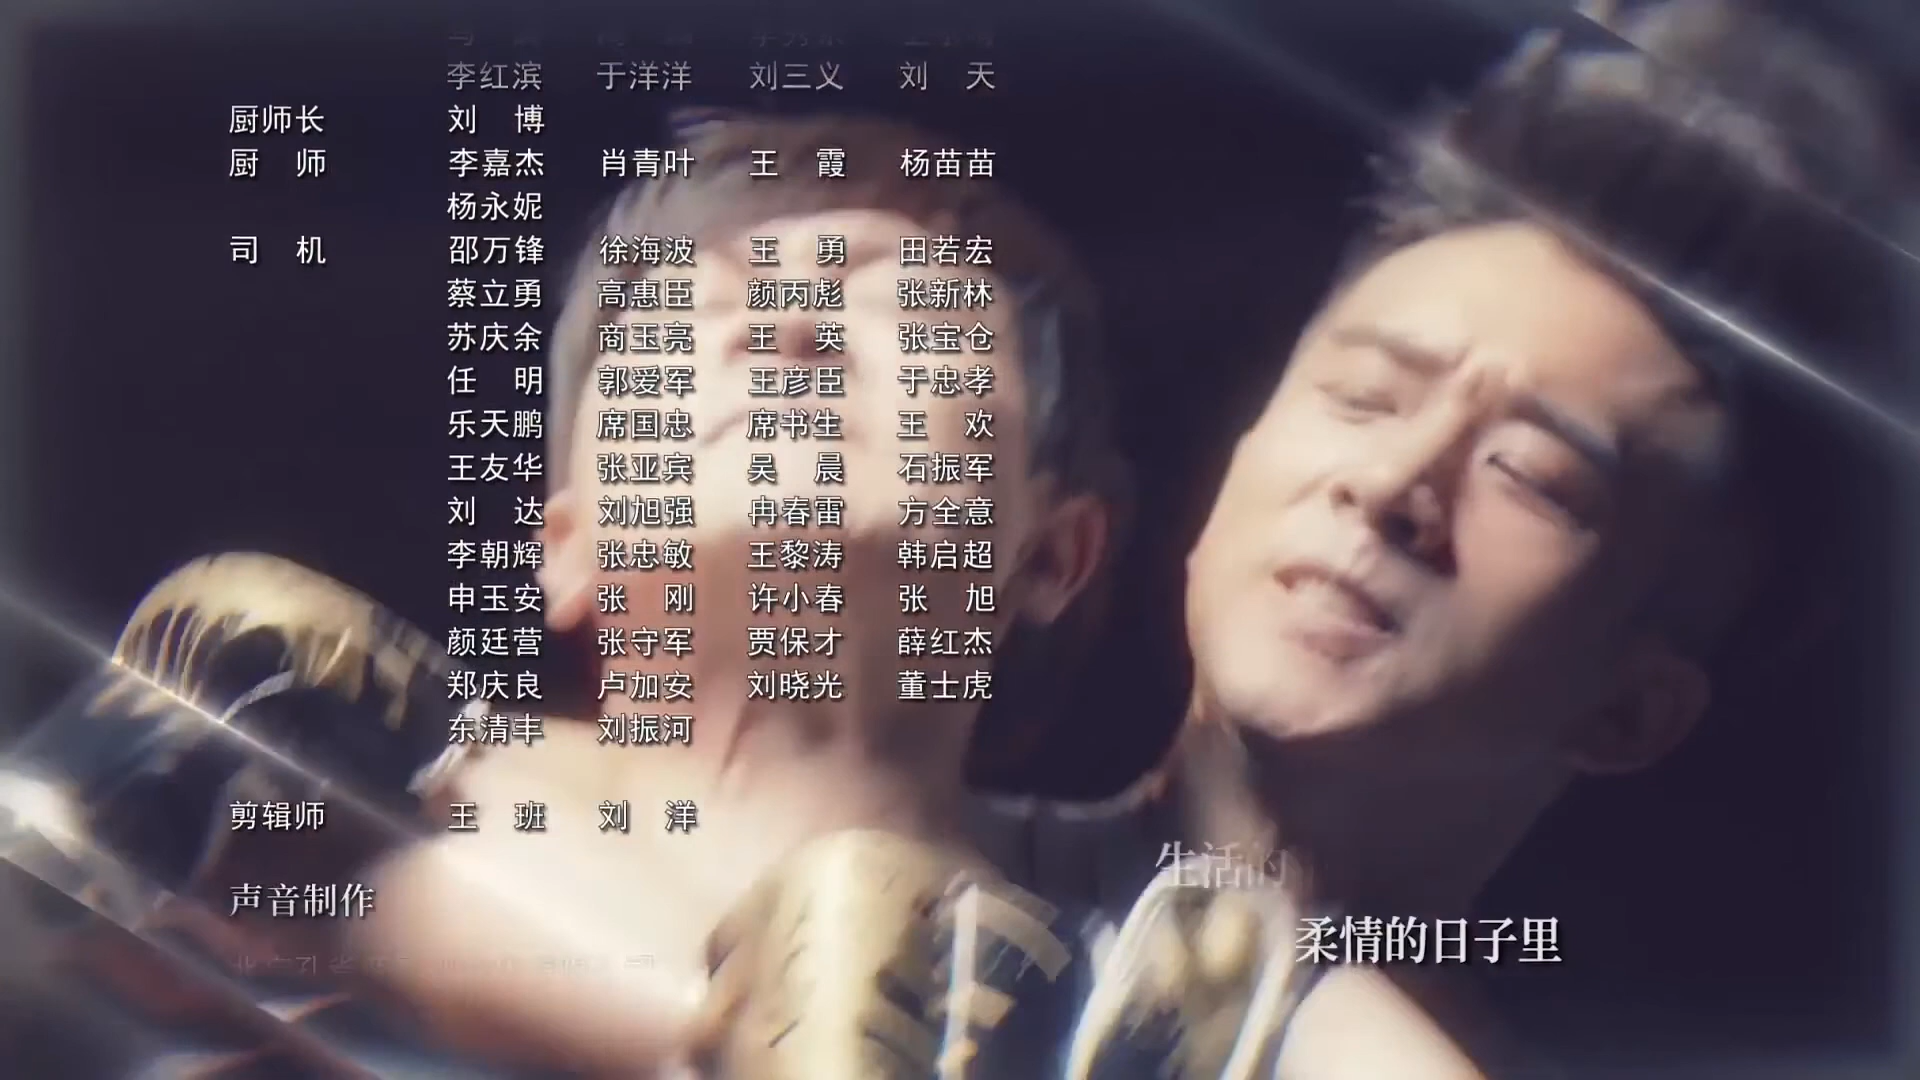 李红滨 于洋洋 刘三义 刘 天
厨师长 刘 博
厨 师 李嘉杰 肖青叶 王 霞 杨苗苗
杨永妮
司 机 邵万锋 徐海波 王 勇 田若宏
蔡立勇 高惠臣 颜丙彪 张新林
苏庆余 商玉亮 王 英 张宝仓
任 明 郭爱军 王彦臣 于忠孝
乐天鹏 席国忠 席书生 王 欢
王友华 张亚宾 吴 晨 石振军
刘 达 刘旭强 冉春雷 方全意
李朝辉 张忠敏 王黎涛 韩启超
申玉安 张 刚 许小春 张 旭
颜廷营 张守军 贾保才 薛红杰
郑庆良 卢加安 刘晓光 董士虎
东清丰 刘振河
剪辑师 王 班 刘 洋
声音制作
生活的
柔情的日子里